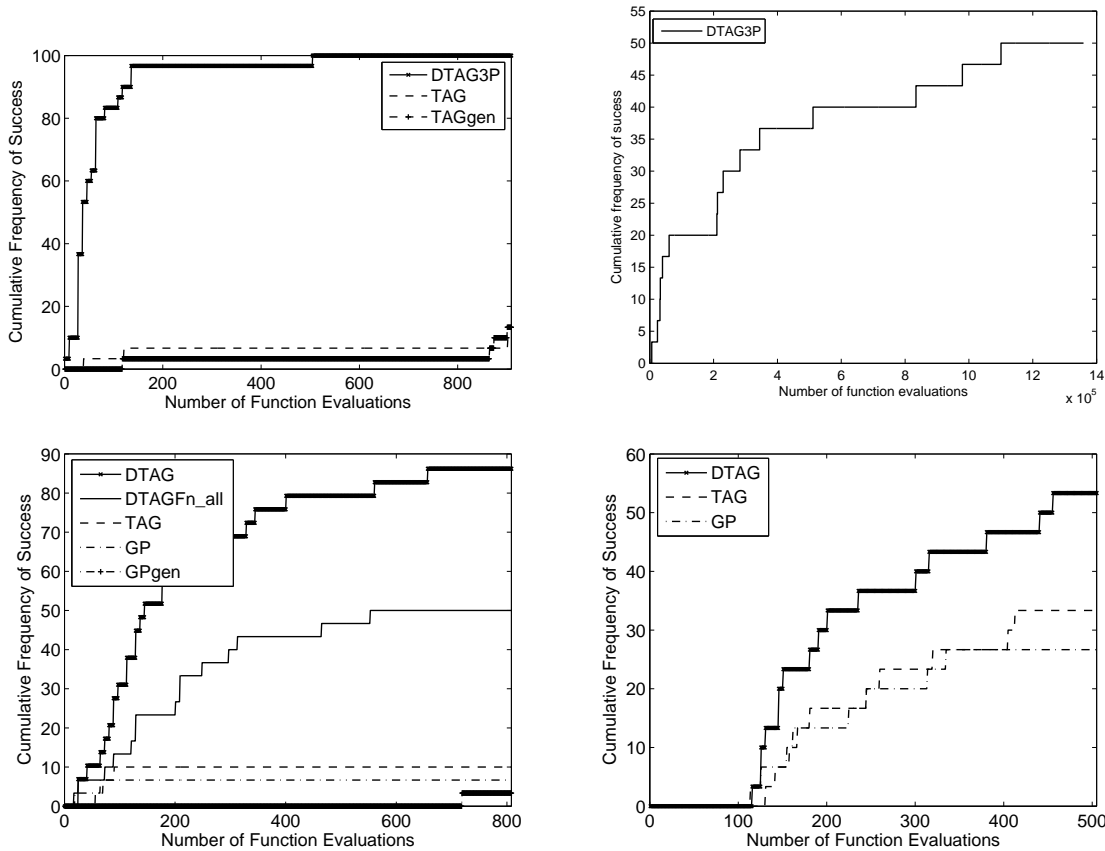 Cumulative Frequency of Success
100
80
60
40
20
0
0 200 400 600 800
Number of Function Evaluations
DTAG3P
TAG
TAGgen
Cumulative frequency of success
55
50
45
40
35
30
25
20
15
10
5
0
0 2 4 6 8 10 12 14
Number of function evaluations
x 10^5
DTAG3P
Cumulative Frequency of Success
90
80
70
60
50
40
30
20
10
0
0 200 400 600 800
Number of Function Evaluations
DTAG
DTAGFn_all
TAG
GP
GPgen
Cumulative Frequency of Success
60
50
40
30
20
10
0
0 100 200 300 400 500
Number of Function Evaluations
DTAG
TAG
GP